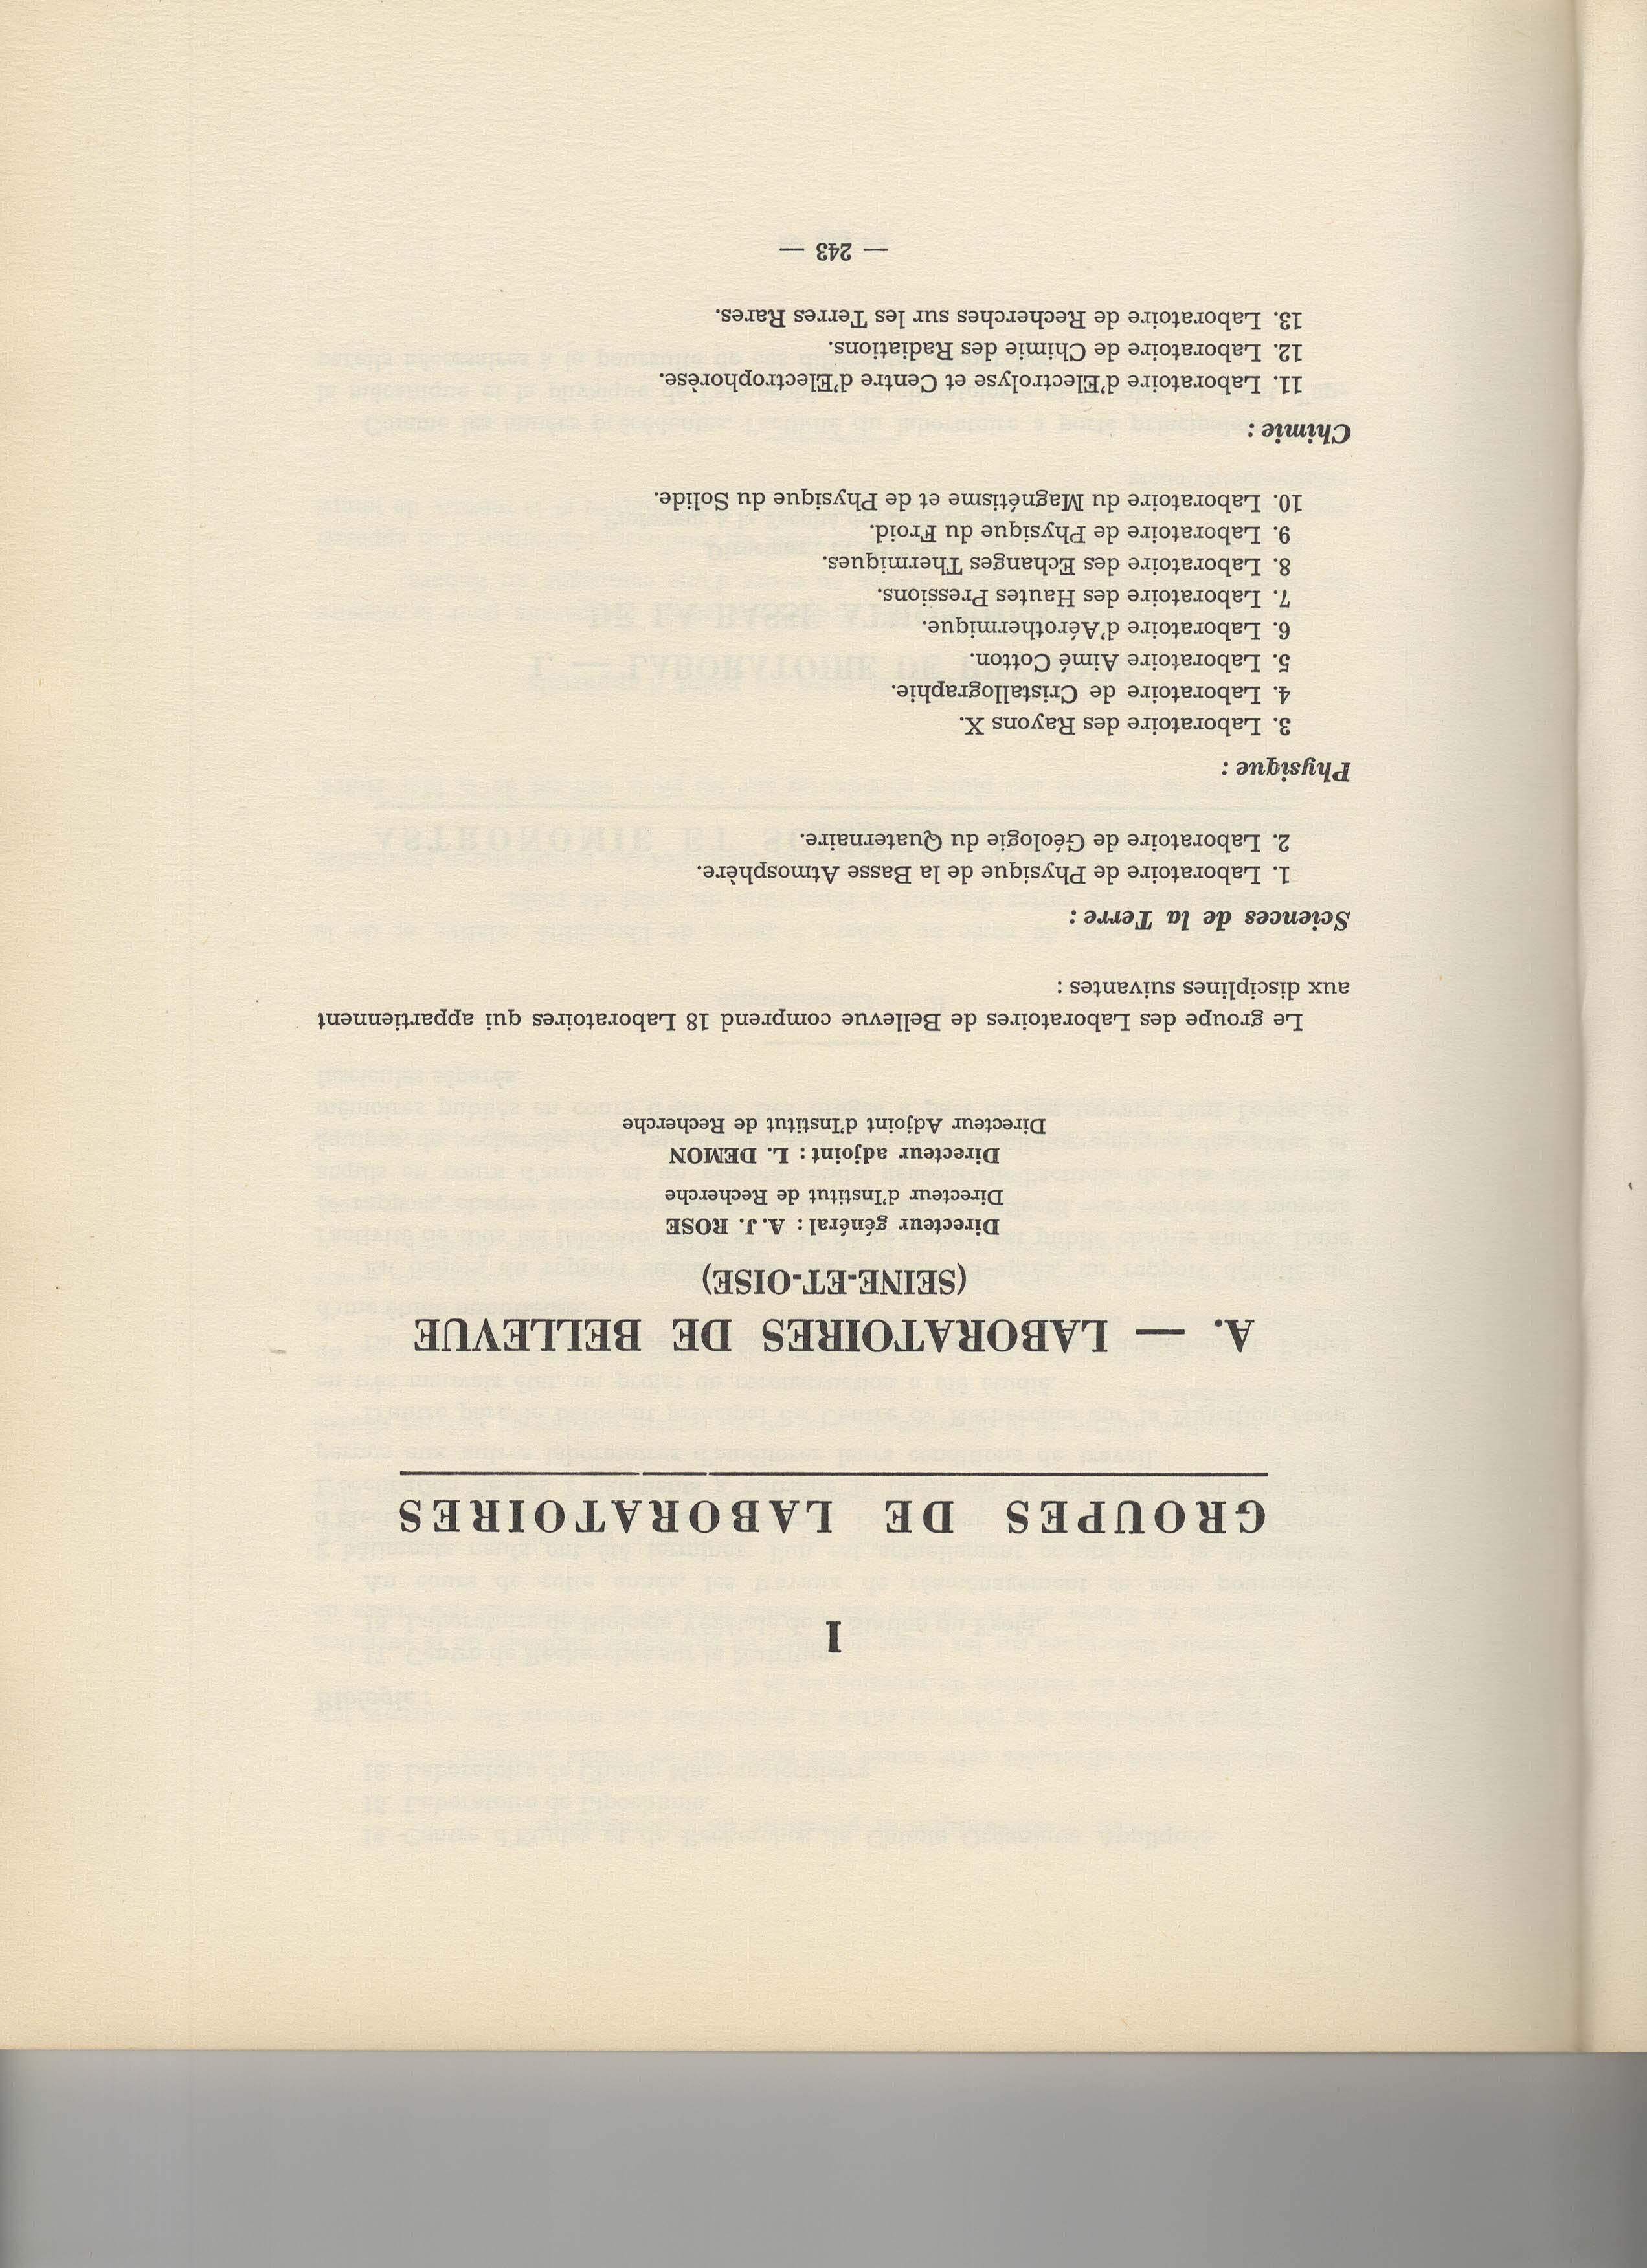 I
GROUPES DE LABORATOIRES
A. — LABORATOIRES DE BELLEVUE
(SEINE-ET-OISE)
Directeur général : A. J. ROSE
Directeur d'Institut de Recherche
Directeur adjoint : L. DEMON
Directeur Adjoint d'Institut de Recherche
Le groupe des Laboratoires de Bellevue comprend 18 Laboratoires qui appartiennent
aux disciplines suivantes :
Sciences de la Terre :
1. Laboratoire de Physique de la Basse Atmosphère.
2. Laboratoire de Géologie du Quaternaire.
Physique :
3. Laboratoire des Rayons X.
4. Laboratoire de Cristallographie.
5. Laboratoire Aimé Cotton.
6. Laboratoire d'Aérothermique.
7. Laboratoire des Hautes Pressions.
8. Laboratoire des Echanges Thermiques.
9. Laboratoire de Physique du Froid.
10. Laboratoire du Magnétisme et de Physique du Solide.
Chimie :
11. Laboratoire d'Electrolyse et Centre d'Electrophorèse.
12. Laboratoire de Chimie des Radiations.
13. Laboratoire de Recherches sur les Terres Rares.
— 243 —